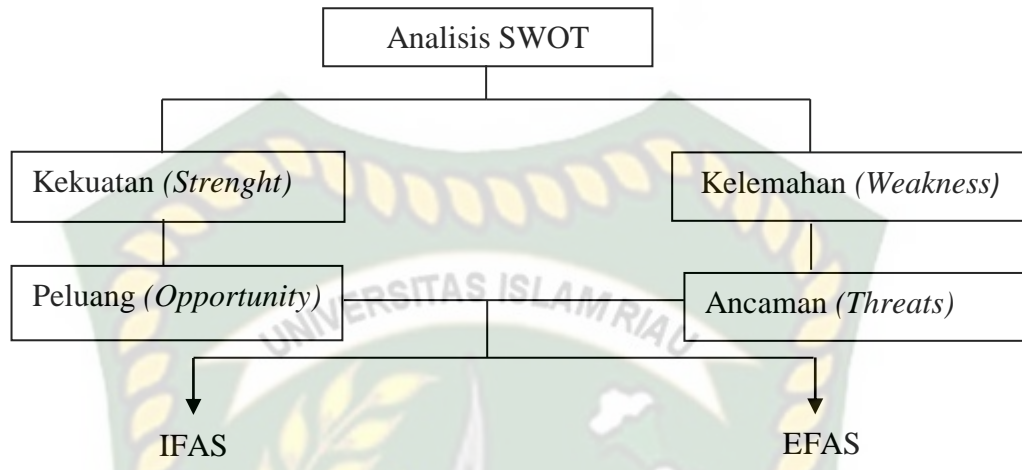 Analisis SWOT
Kekuatan (Strenght)
Kelemahan (Weakness)
Peluang (Opportunity)
Ancaman (Threats)
UNIVERSITAS ISLAM RIAU
IFAS
EFAS